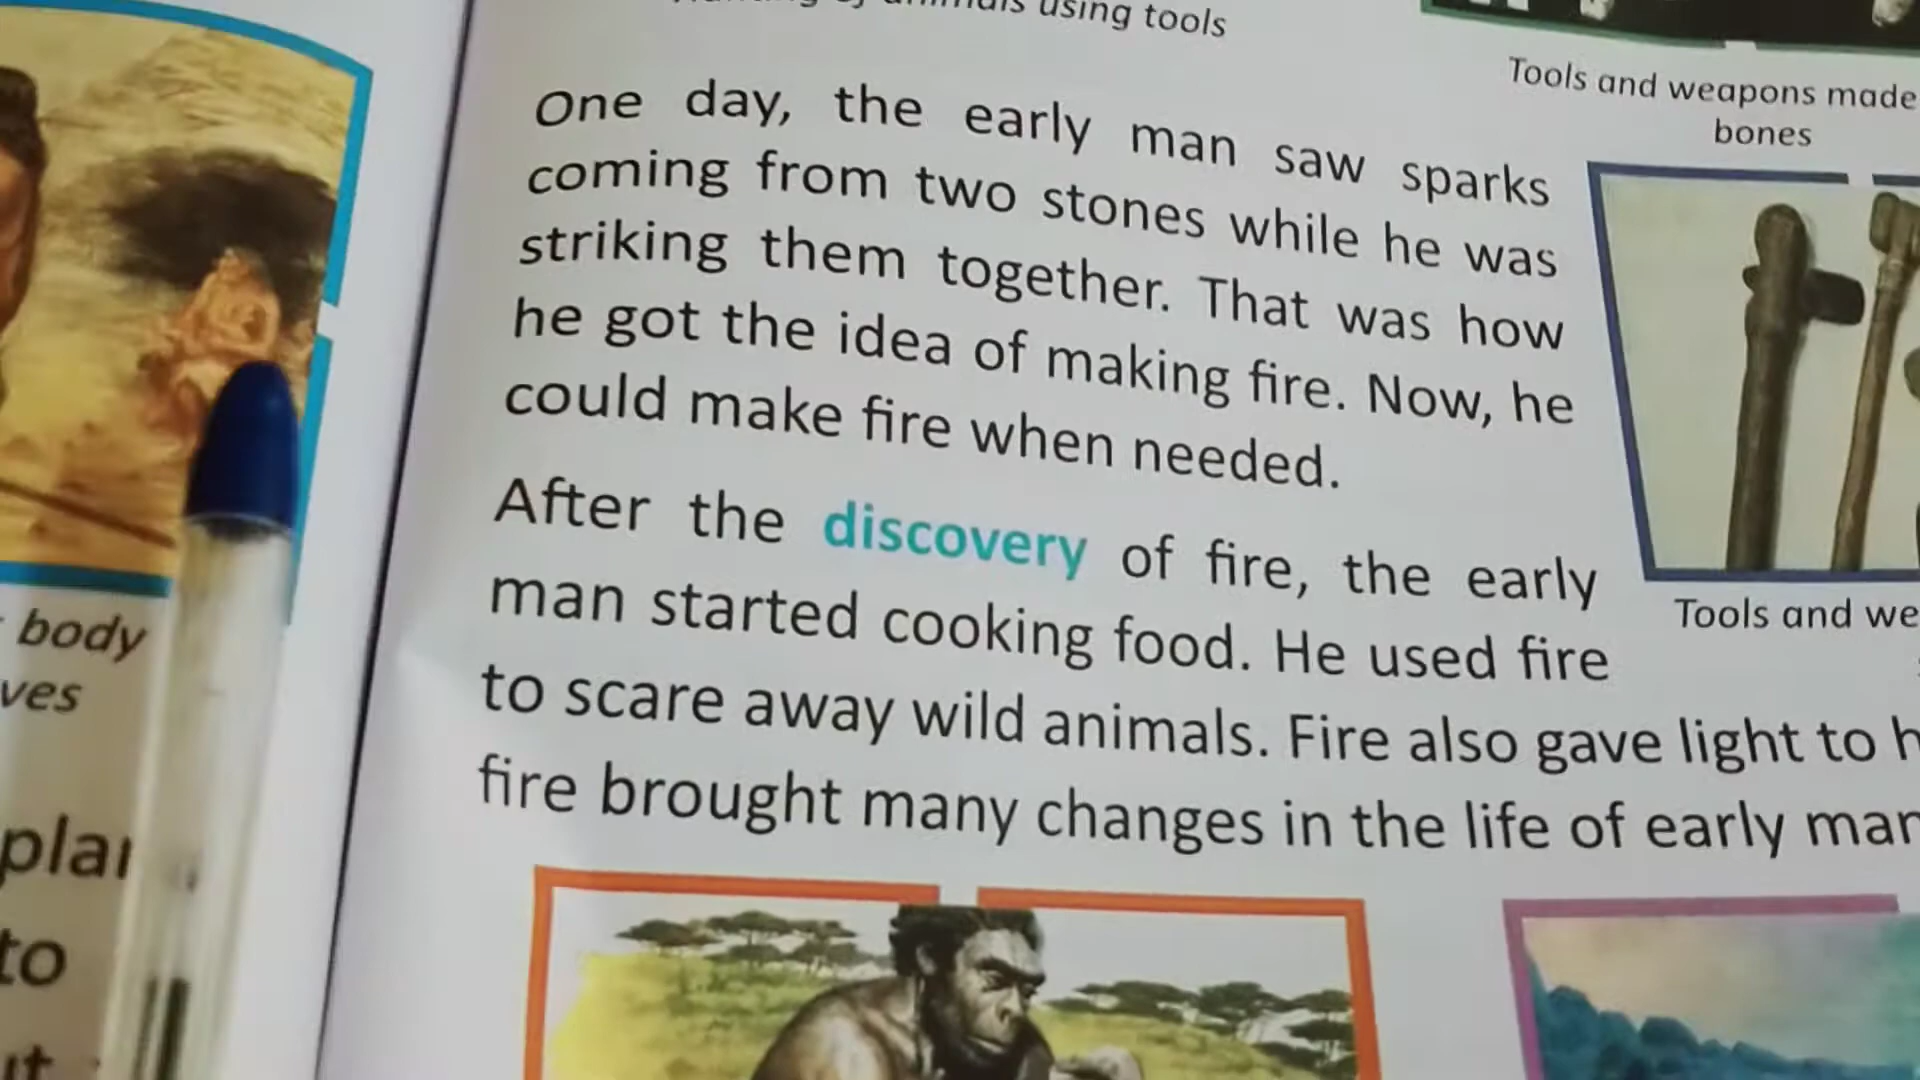 using tools
One day, the early man saw sparks
coming from two stones while he was
striking them together. That was how
he got the idea of making fire. Now, he
could make fire when needed.
After the discovery of fire, the early
man started cooking food. He used fire
to scare away wild animals. Fire also gave light to
fire brought many changes in the life of early
Tools and weapons made
bones
Tools and
body
to